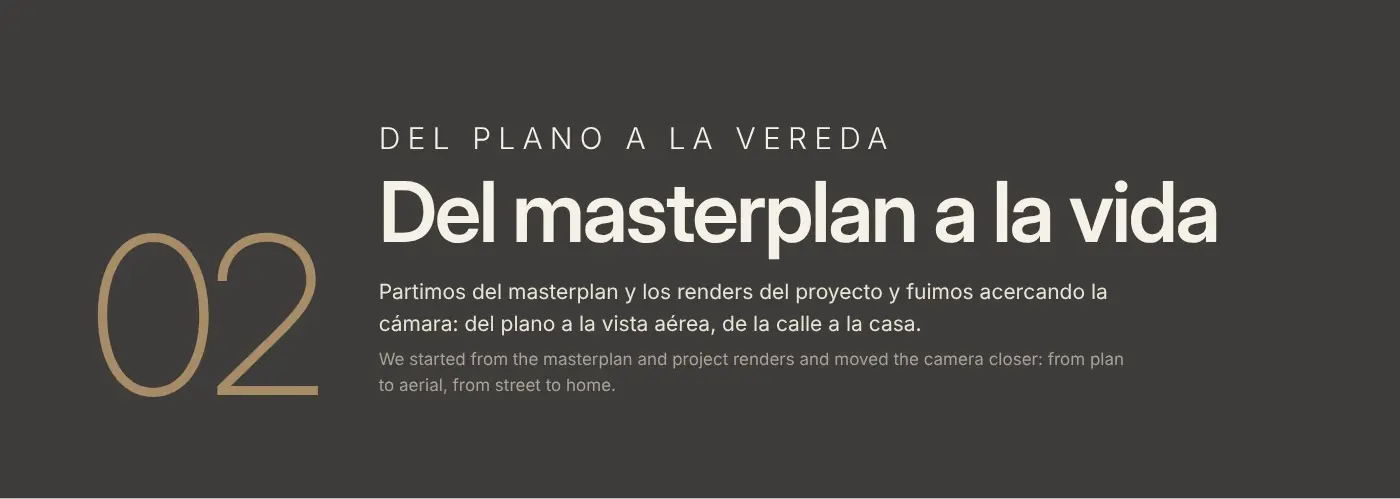 02
DEL PLANO A LA VEREDA
Del masterplan a la vida
Partimos del masterplan y los renders del proyecto y fuimos acercando la
cámara: del plano a la vista aérea, de la calle a la casa.
We started from the masterplan and project renders and moved the camera closer: from plan
to aerial, from street to home.